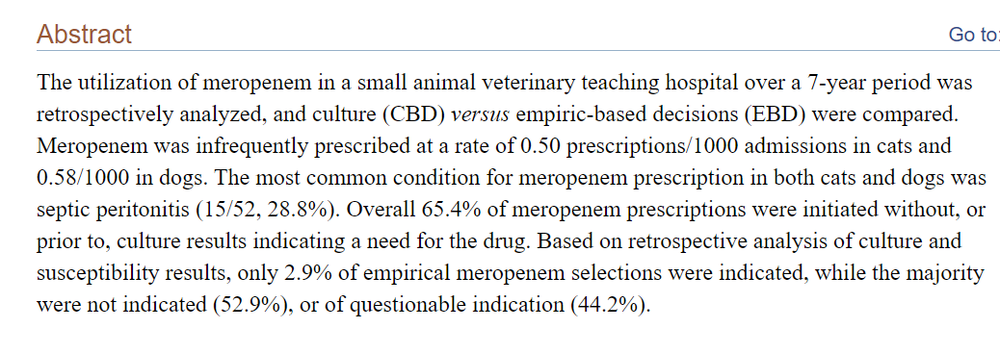 Abstract
Go to:
The utilization of meropenem in a small animal veterinary teaching hospital over a 7-year period was
retrospectively analyzed, and culture (CBD) versus empiric-based decisions (EBD) were compared.
Meropenem was infrequently prescribed at a rate of 0.50 prescriptions/1000 admissions in cats and
0.58/1000 in dogs. The most common condition for meropenem prescription in both cats and dogs was
septic peritonitis (15/52, 28.8%). Overall 65.4% of meropenem prescriptions were initiated without, or
prior to, culture results indicating a need for the drug. Based on retrospective analysis of culture and
susceptibility results, only 2.9% of empirical meropenem selections were indicated, while the majority
were not indicated (52.9%), or of questionable indication (44.2%).